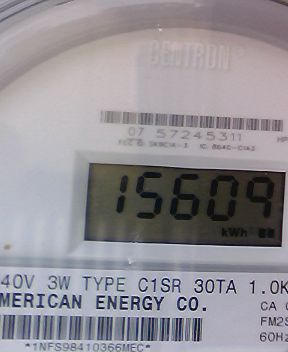 CENTRON®
07 57245311
15609
kWh
40V 3W TYPE C1SR 30TA 1.0K
MERICAN ENERGY CO.
CA
FM2S
60Hz
*1NFS98410366MEC*